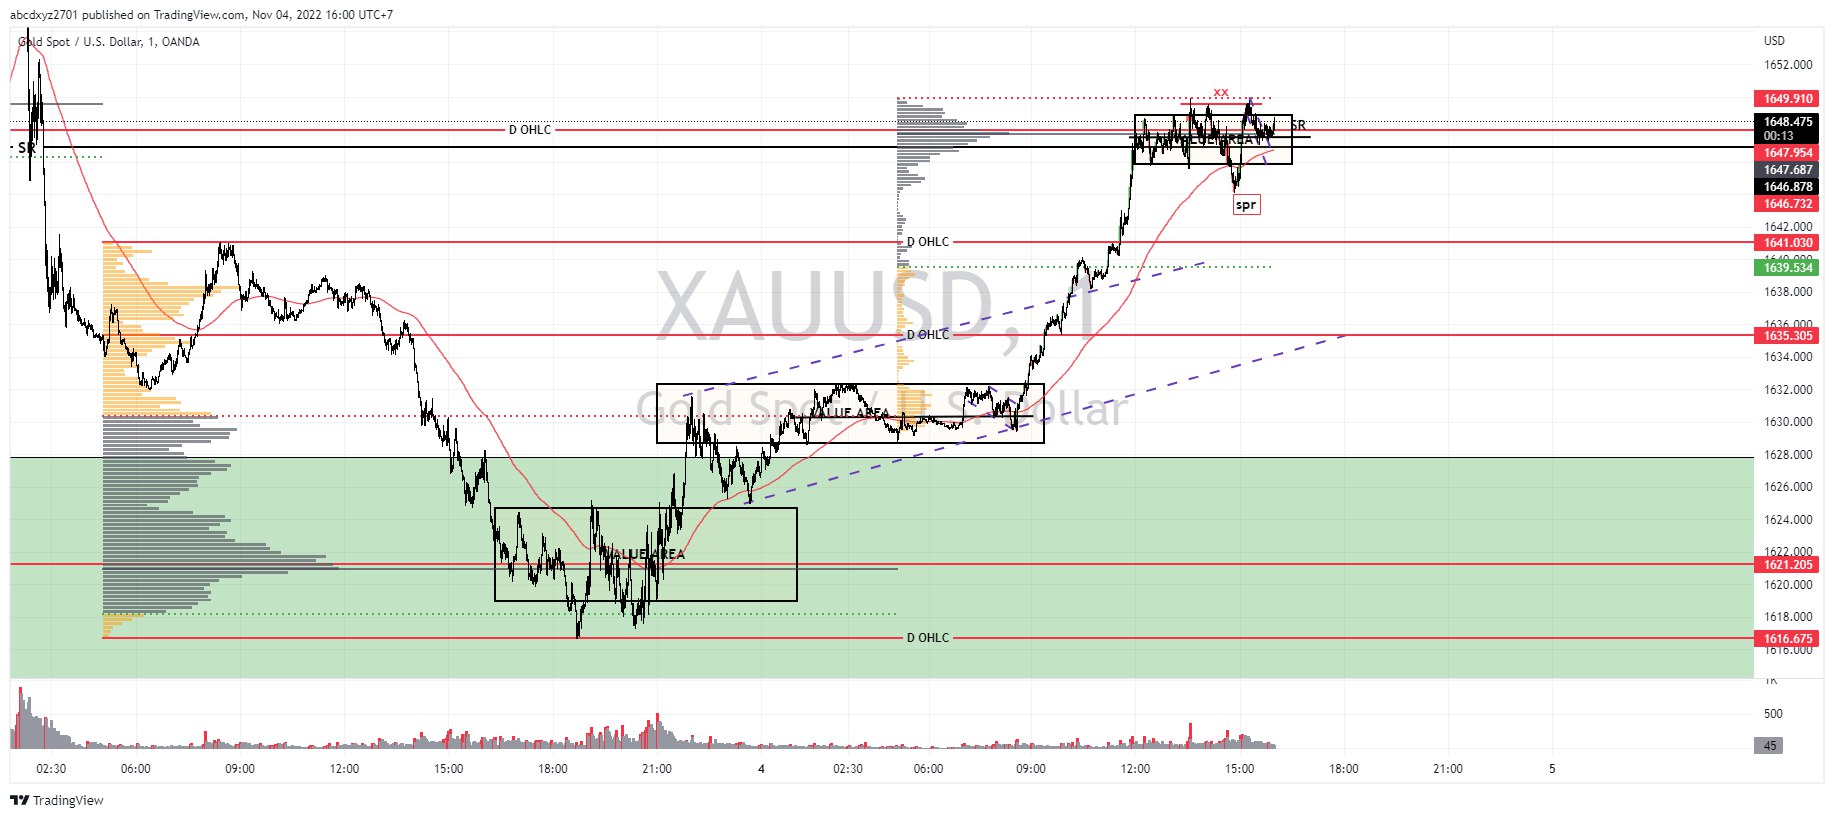 abcdxyz2701 published on TradingView.com, Nov 04, 2022 16:00 UTC+7
Gold Spot / U.S. Dollar, 1, OANDA
USD
1652.000
1649.910
1648.475
00:13
1647.954
1647.687
1646.878
1646.732
1642.000
1641.030
1640.000
1639.534
1638.000
1636.000
1635.305
1634.000
1632.000
1630.000
1628.000
1626.000
1624.000
1622.000
1621.205
1620.000
1618.000
1616.675
1616.000
1K
500
45
xx
D OHLC
SR
SR
VALUE AREA
spr
D OHLC
XAUUSD, 1
D OHLC
VALUE AREA
Gold Spot / U.S. Dollar
VALUE AREA
D OHLC
02:30
06:00
09:00
12:00
15:00
18:00
21:00
4
02:30
06:00
09:00
12:00
15:00
18:00
21:00
5
TradingView